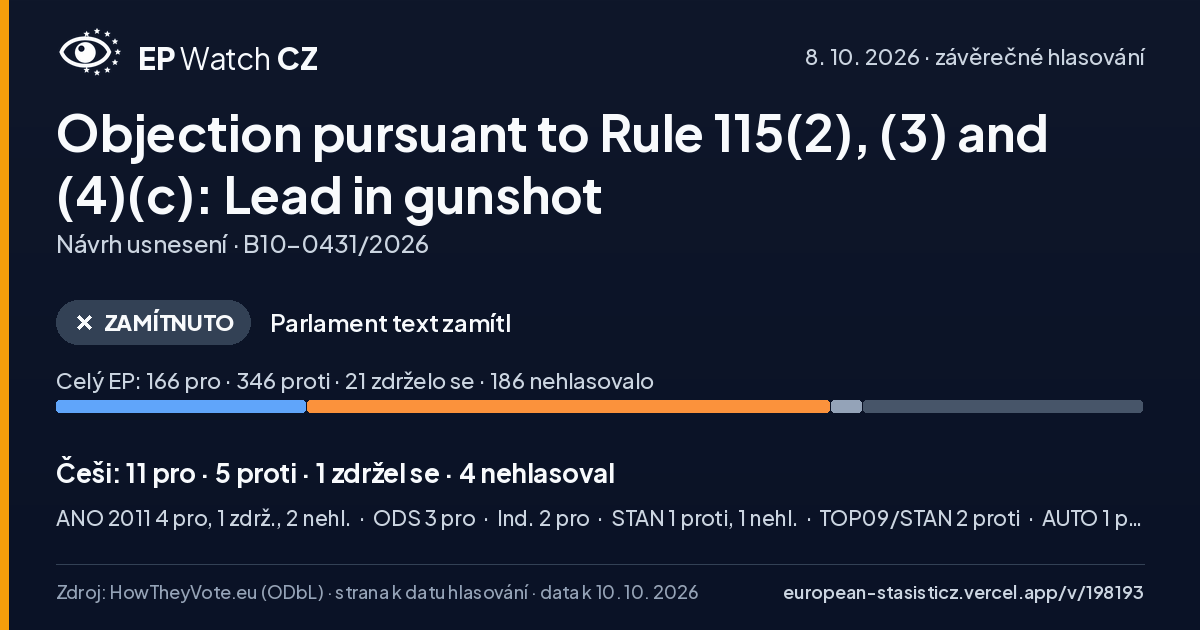 EP Watch CZ
8. 10. 2026 · závěrečné hlasování
Objection pursuant to Rule 115(2), (3) and
(4)(c): Lead in gunshot
Návrh usnesení · B10-0431/2026
✕ ZAMÍTNUTO
Parlament text zamítl
Celý EP: 166 pro · 346 proti · 21 zdrželo se · 186 nehlasovalo
Češi: 11 pro · 5 proti · 1 zdržel se · 4 nehlasoval
ANO 2011 4 pro, 1 zdrž., 2 nehl. · ODS 3 pro · Ind. 2 pro · STAN 1 proti, 1 nehl. · TOP09/STAN 2 proti · AUTO 1 p…
Zdroj: HowTheyVote.eu (ODbL) · strana k datu hlasování · data k 10. 10. 2026
european-stasisticz.vercel.app/v/198193